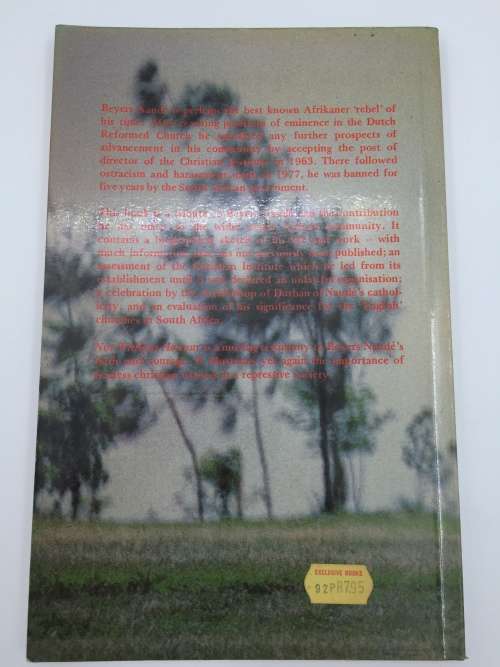 Beyers Naudé is perhaps the best known Afrikaner 'rebel' of
his time. After positions of eminence in the Dutch
Reformed Church he any further prospects of
advancement in his community by accepting the post of
director of the Christian Institute in 1963. There followed
ostracism and harassment until in 1977, he was banned for
five years by the South African government.
This book is a tribute to Beyers Naudé and the contribution
he has made to the wider community. It
contains a biographical sketch of his life and work – with
much information that has not previously been published; an
assessment of the Christian Institute which he led from its
establishment until it was declared an unlawful organisation;
a celebration by the Archbishop of Durban of Naudé's cathol-
icity, and an evaluation of his significance for the 'English'
churches in South Africa.
Not Without Honour is a moving testimony to Beyers Naudé's
faith and courage. It illustrates yet again the importance of
fearless christian witness in a repressive society.
EXCLUSIVE BOOKS
92PR7.95